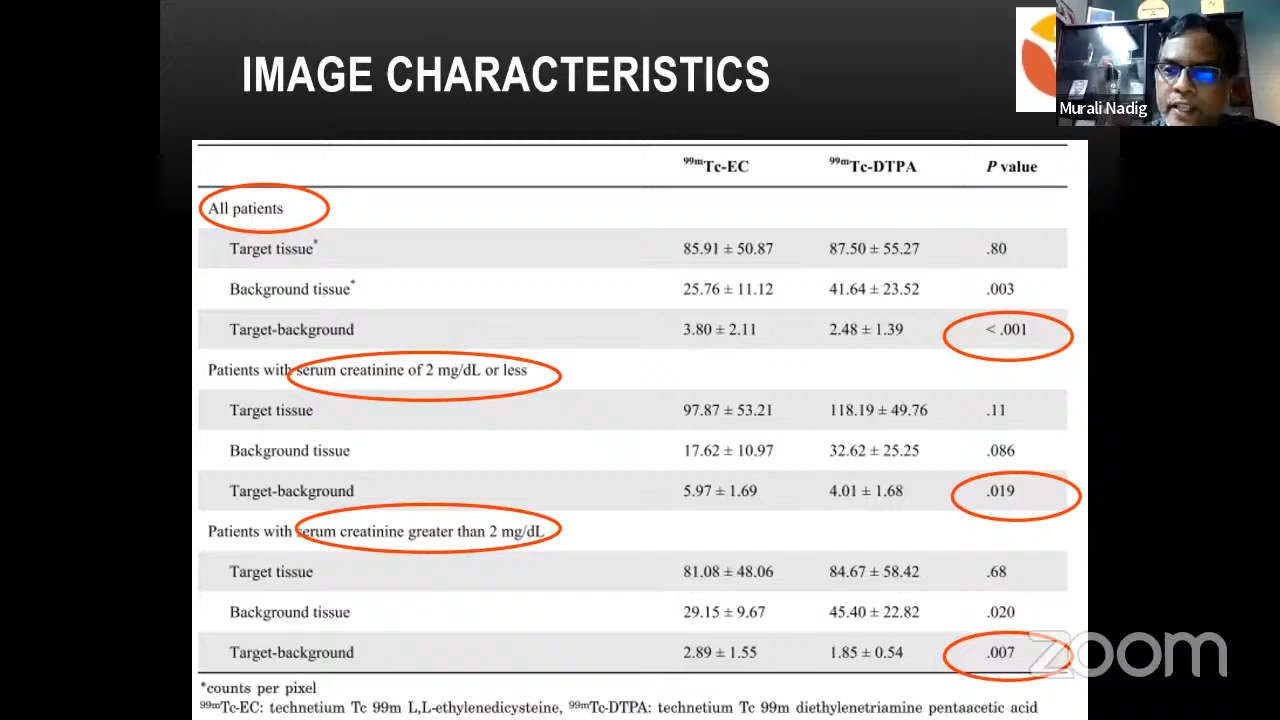 IMAGE CHARACTERISTICS
Murali Nadig
99mTc-EC 99mTc-DTPA P value
All patients
Target tissue* 85.91 ± 50.87 87.50 ± 55.27 .80
Background tissue* 25.76 ± 11.12 41.64 ± 23.52 .003
Target-background 3.80 ± 2.11 2.48 ± 1.39 < .001
Patients with serum creatinine of 2 mg/dL or less
Target tissue 97.87 ± 53.21 118.19 ± 49.76 .11
Background tissue 17.62 ± 10.97 32.62 ± 25.25 .086
Target-background 5.97 ± 1.69 4.01 ± 1.68 .019
Patients with serum creatinine greater than 2 mg/dL
Target tissue 81.08 ± 48.06 84.67 ± 58.42 .68
Background tissue 29.15 ± 9.67 45.40 ± 22.82 .020
Target-background 2.89 ± 1.55 1.85 ± 0.54 .007
zoom
*counts per pixel
99mTc-EC: technetium Tc 99m L,L-ethylenedicysteine, 99mTc-DTPA: technetium Tc 99m diethylenetriamine pentaacetic acid